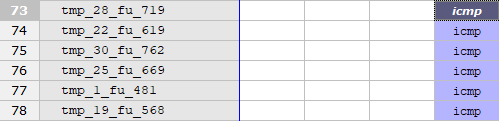 73 tmp_28_fu_719 icmp
74 tmp_22_fu_619 icmp
75 tmp_30_fu_762 icmp
76 tmp_25_fu_669 icmp
77 tmp_1_fu_481 icmp
78 tmp_19_fu_568 icmp